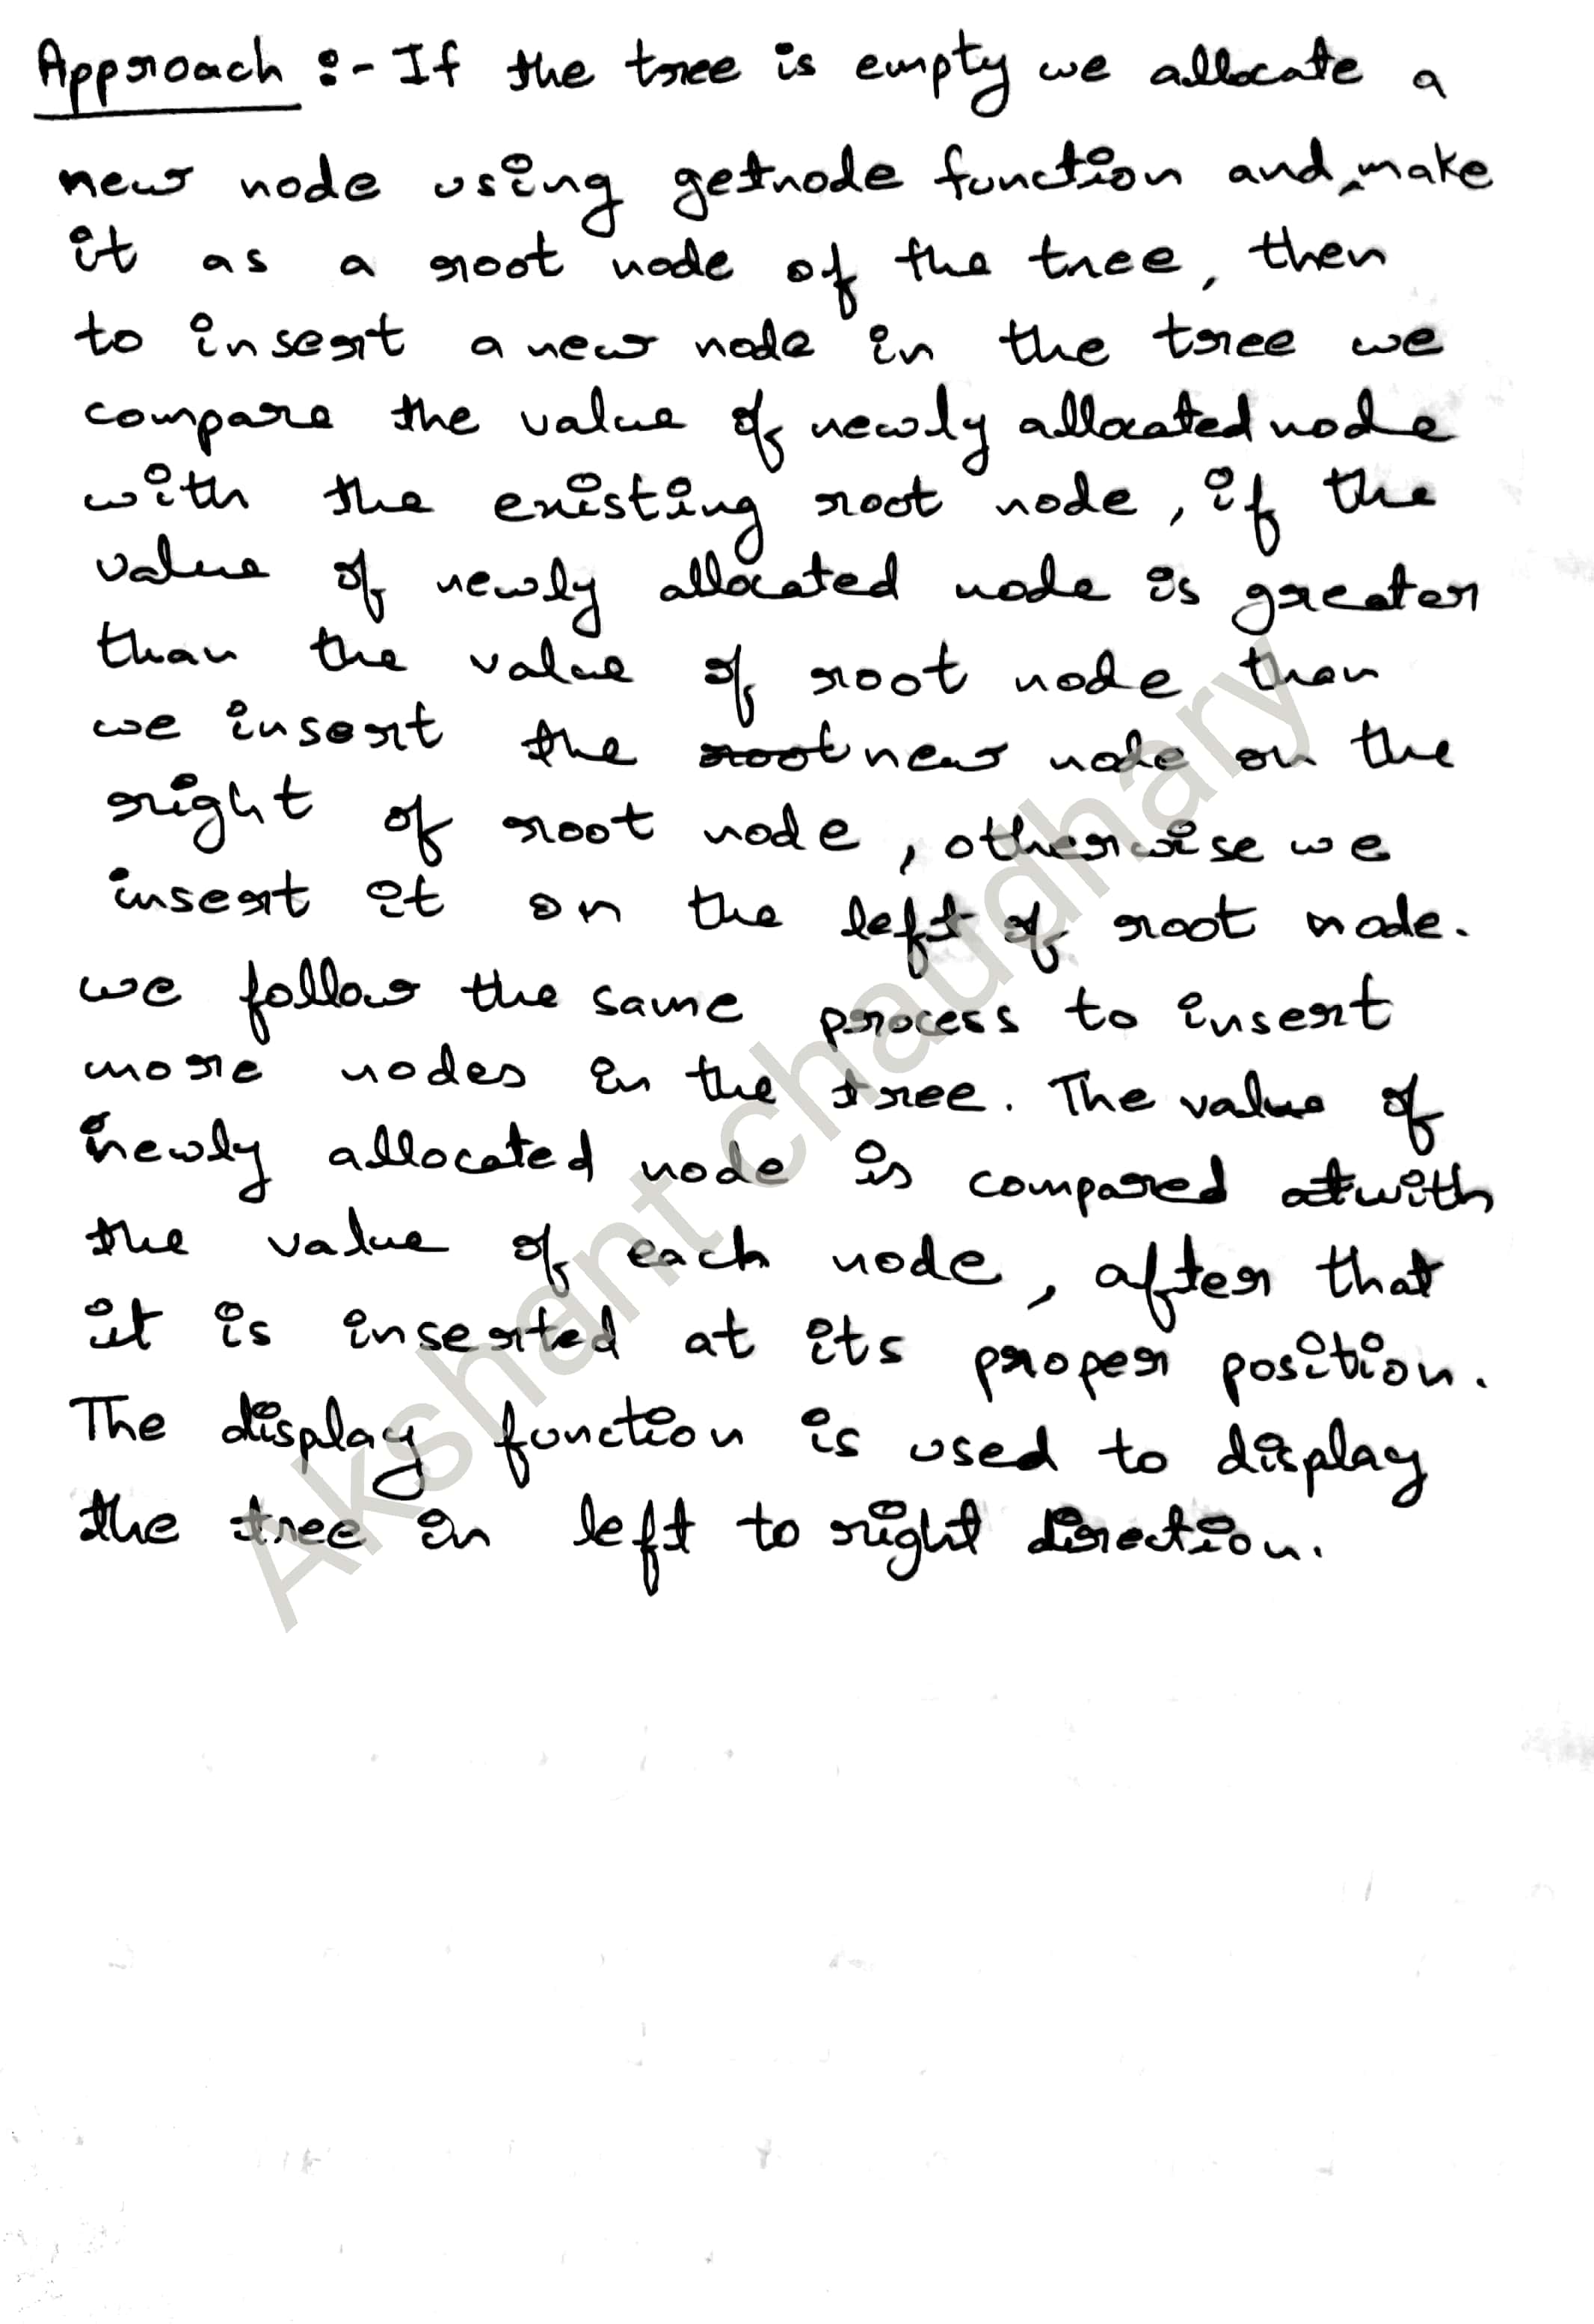 Approach :- If the tree is empty we allocate a
new node using getnode function and make
it as a root node of the tree, then
to insert a new node in the tree we
compare the value of newly allocated node
with the existing root node, if the
value of newly allocated node is greater
than the value of root node then
we insert the root new node on the
right of root node, otherwise we
insert it on the left of root node.
we follow the same process to insert
more nodes in the tree. The value of
newly allocated node is compared at with
the value of each node, after that
it is inserted at its proper position.
The display function is used to display
the tree in left to right direction.
Akshant chaudhary